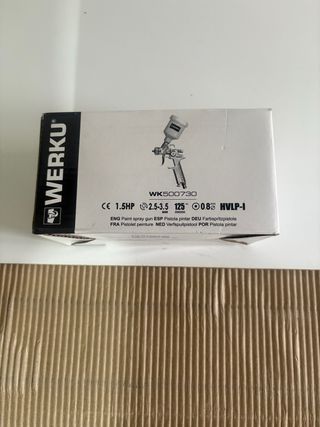 WERKU®
WK500730
CE 1.5HP 2.5-3.5 125 0.8 HVLP-I
ENG Paint spray gun ESP Pistola pintar DEU Farbspritzpistole
FRA Pistolet peinture NED Verfspuitpistool POR Pistola pintar